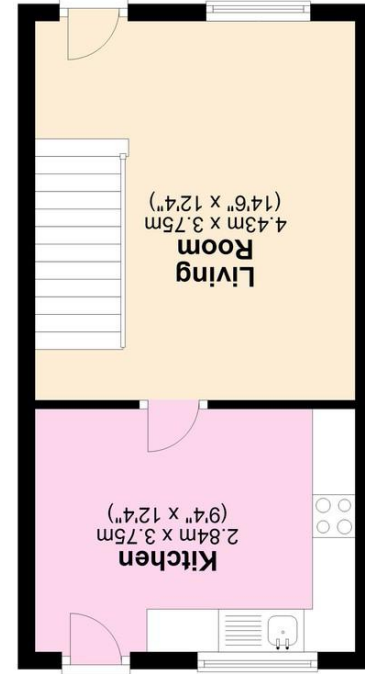 Kitchen
2.84m x 3.75m
(9'4" x 12'4")
Living
Room
4.43m x 3.75m
(14'6" x 12'4")